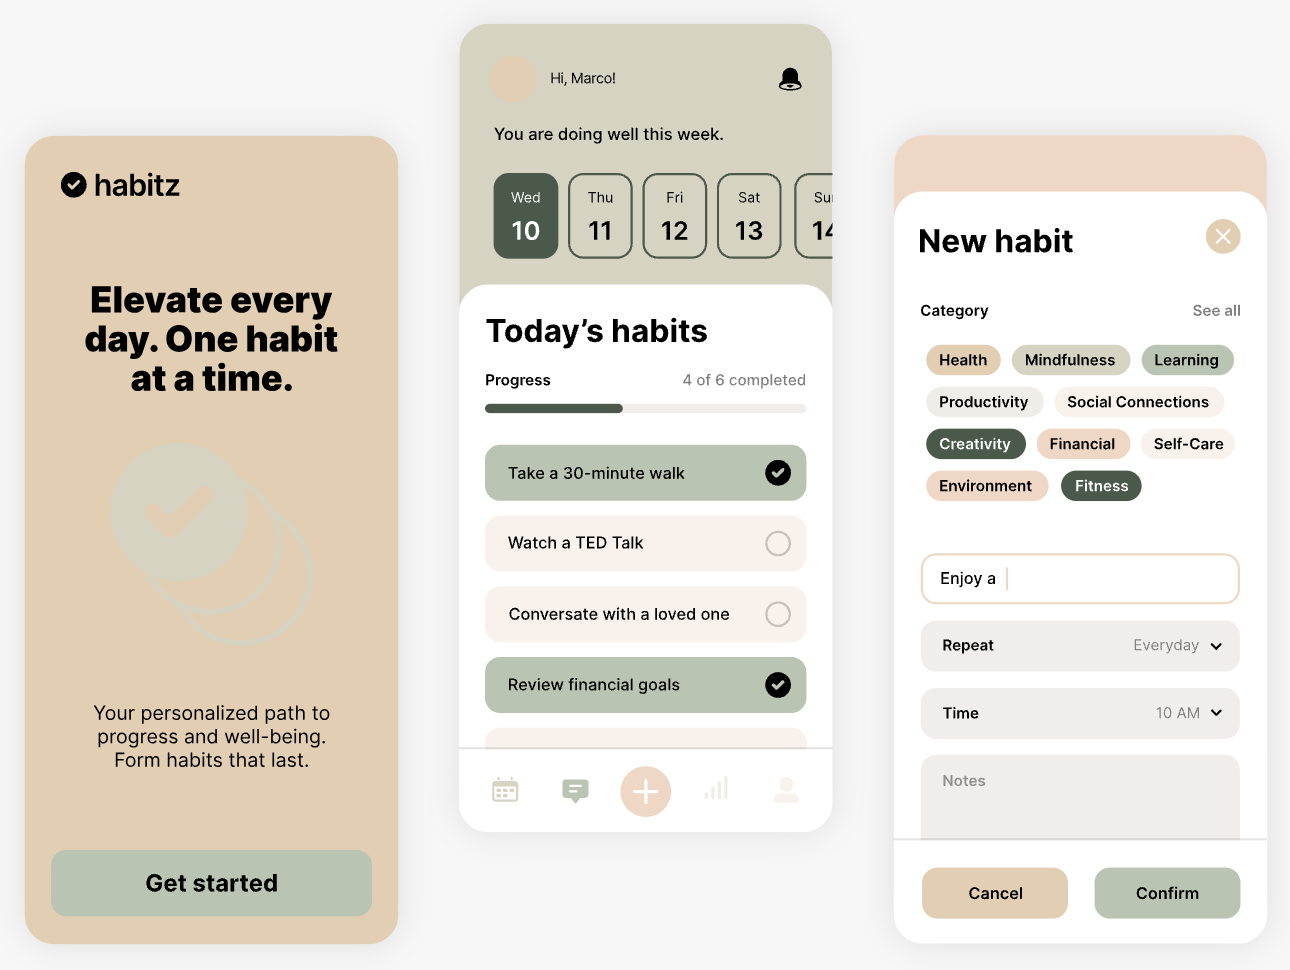 habitz
Elevate every
day. One habit
at a time.
Your personalized path to
progress and well-being.
Form habits that last.
Get started
Hi, Marco!
You are doing well this week.
Wed Thu Fri Sat Sun
10 11 12 13 14
Today’s habits
Progress 4 of 6 completed
Take a 30-minute walk
Watch a TED Talk
Conversate with a loved one
Review financial goals
New habit
Category See all
Health Mindfulness Learning
Productivity Social Connections
Creativity Financial Self-Care
Environment Fitness
Enjoy a
Repeat Everyday
Time 10 AM
Notes
Cancel Confirm